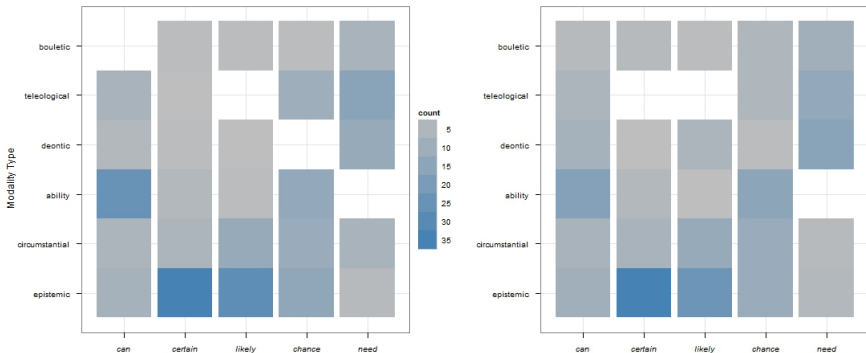 Modality Type
bouletic
teleological
deontic
ability
circumstantial
epistemic
can certain likely chance need
count
5
10
15
20
25
30
35
bouletic
teleological
deontic
ability
circumstantial
epistemic
can certain likely chance need